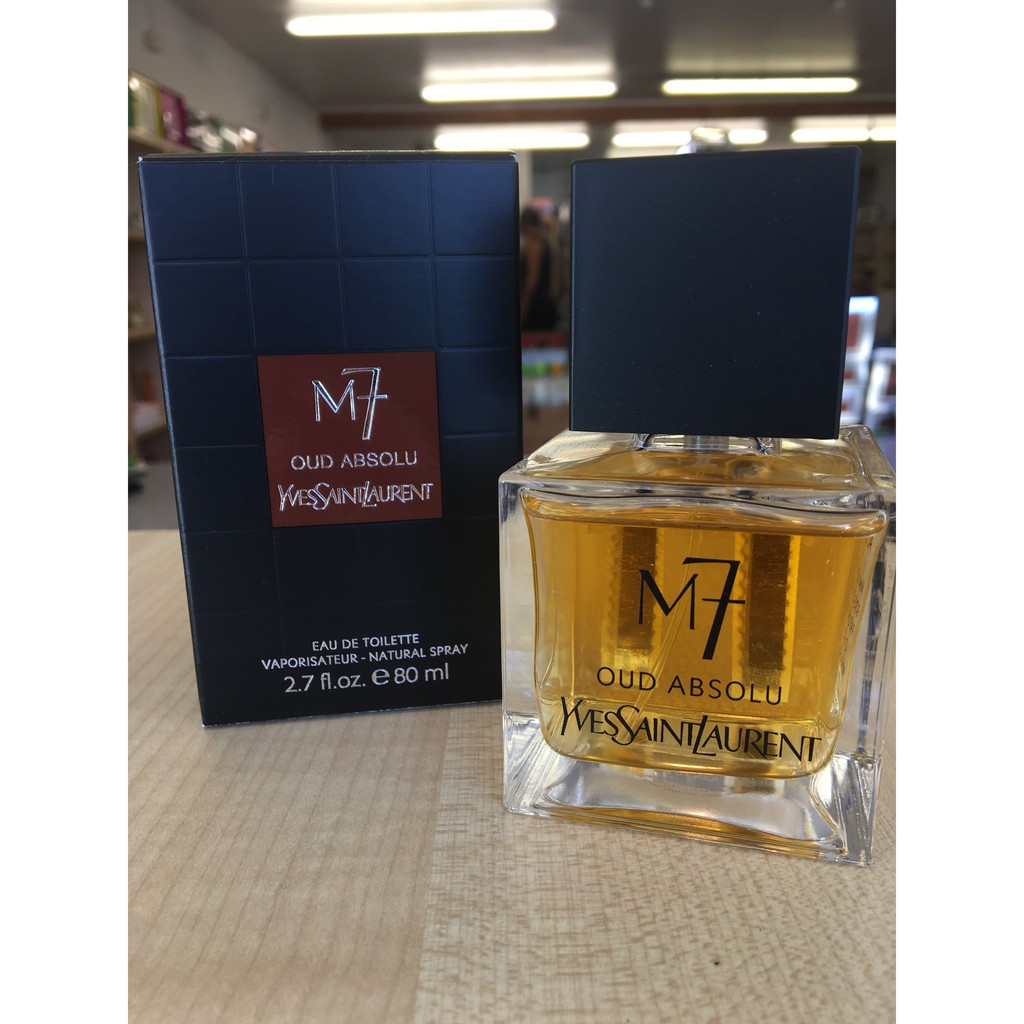 M7
OUD ABSOLU
YVESSAINTLAURENT
EAU DE TOILETTE
VAPORISATEUR - NATURAL SPRAY
2.7 fl.oz. ℮ 80 ml
M7
OUD ABSOLU
YVESSAINTLAURENT